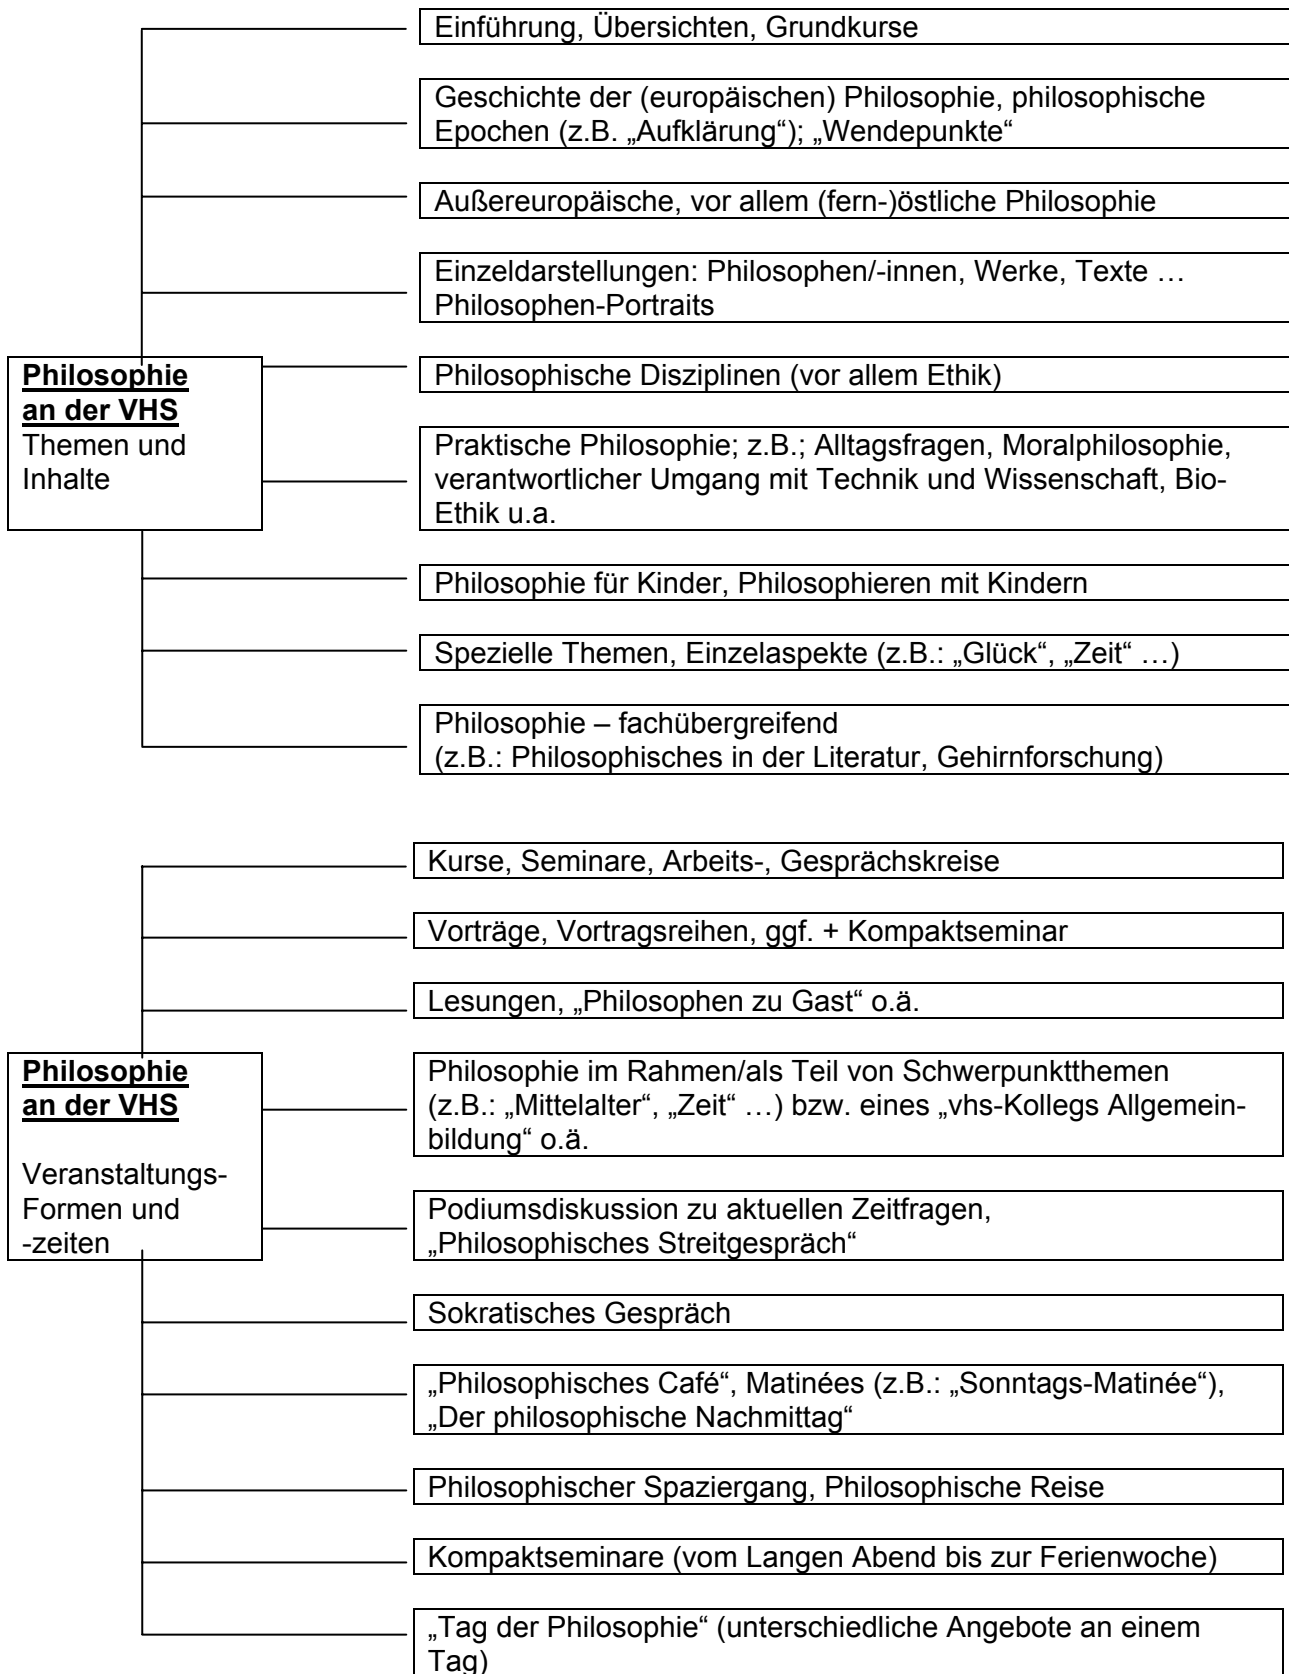 Einführung, Übersichten, Grundkurse
Geschichte der (europäischen) Philosophie, philosophische
Epochen (z.B. „Aufklärung“); „Wendepunkte“
Außereuropäische, vor allem (fern-)östliche Philosophie
Einzeldarstellungen: Philosophen/-innen, Werke, Texte …
Philosophen-Portraits
Philosophie
an der VHS
Themen und
Inhalte
Philosophische Disziplinen (vor allem Ethik)
Praktische Philosophie; z.B.; Alltagsfragen, Moralphilosophie,
verantwortlicher Umgang mit Technik und Wissenschaft, Bio-
Ethik u.a.
Philosophie für Kinder, Philosophieren mit Kindern
Spezielle Themen, Einzelaspekte (z.B.: „Glück“, „Zeit“ …)
Philosophie – fachübergreifend
(z.B.: Philosophisches in der Literatur, Gehirnforschung)
Kurse, Seminare, Arbeits-, Gesprächskreise
Vorträge, Vortragsreihen, ggf. + Kompaktseminar
Lesungen, „Philosophen zu Gast“ o.ä.
Philosophie
an der VHS
Veranstaltungs-
Formen und
-zeiten
Philosophie im Rahmen/als Teil von Schwerpunktthemen
(z.B.: „Mittelalter“, „Zeit“ …) bzw. eines „vhs-Kollegs Allgemein-
bildung“ o.ä.
Podiumsdiskussion zu aktuellen Zeitfragen,
„Philosophisches Streitgespräch“
Sokratisches Gespräch
„Philosophisches Café“, Matinées (z.B.: „Sonntags-Matinée“),
„Der philosophische Nachmittag“
Philosophischer Spaziergang, Philosophische Reise
Kompaktseminare (vom Langen Abend bis zur Ferienwoche)
„Tag der Philosophie“ (unterschiedliche Angebote an einem
Tag)